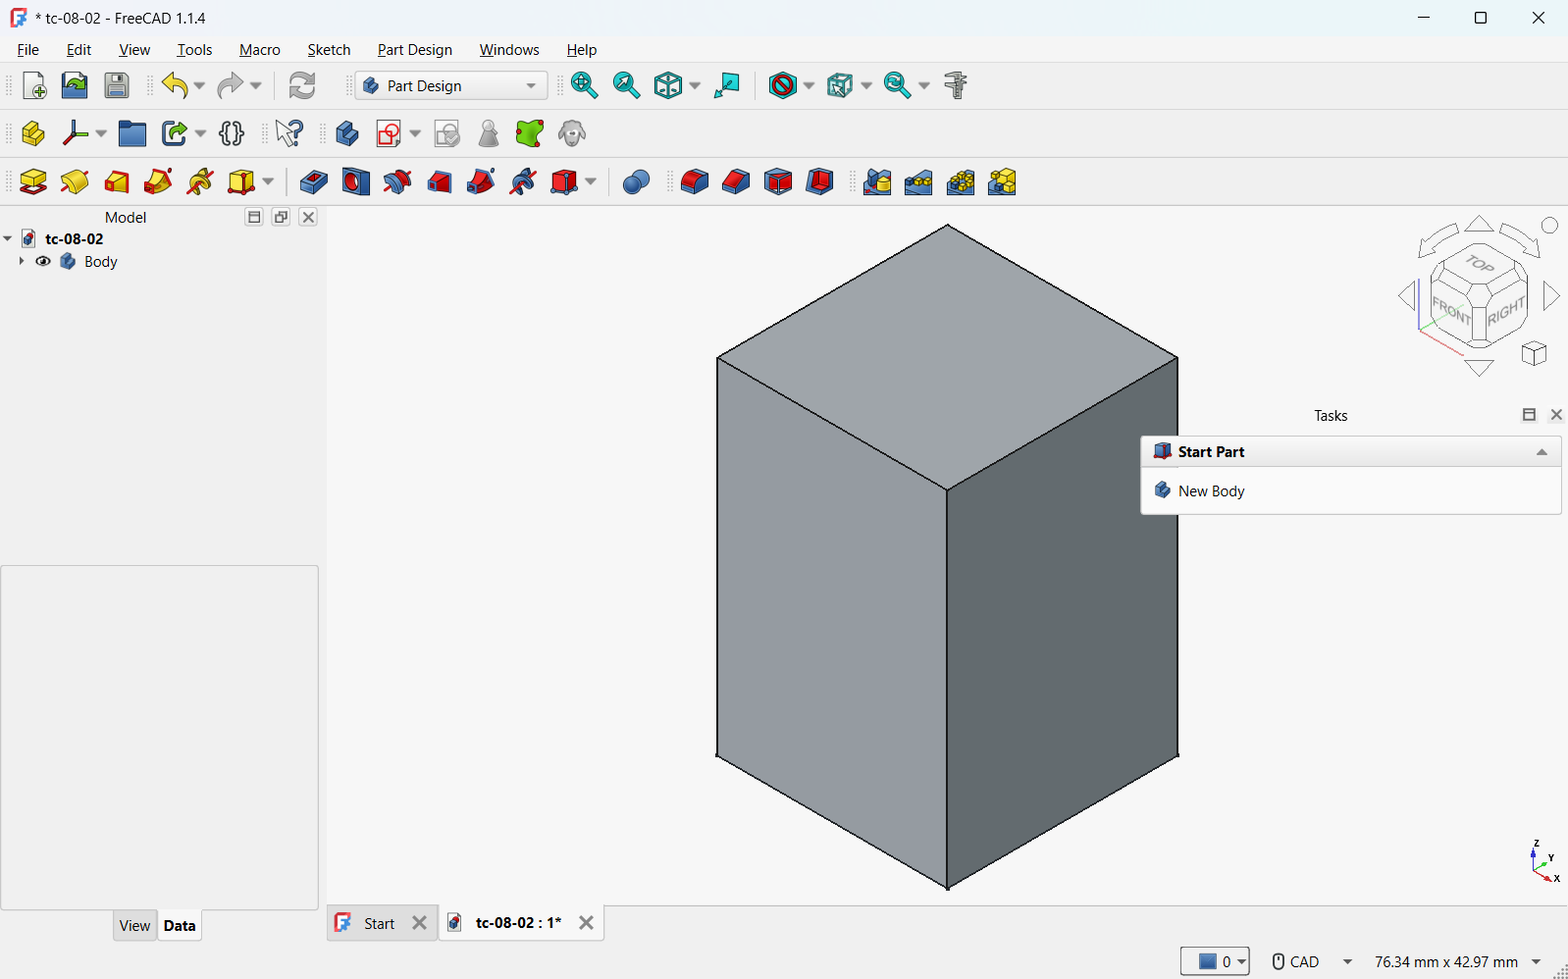 * tc-08-02 - FreeCAD 1.1.4
File Edit View Tools Macro Sketch Part Design Windows Help
Part Design
Model
tc-08-02
Body
TOP
FRONT RIGHT
Tasks
Start Part
New Body
Z
Y
X
View Data
Start tc-08-02 : 1*
0 CAD 76.34 mm x 42.97 mm